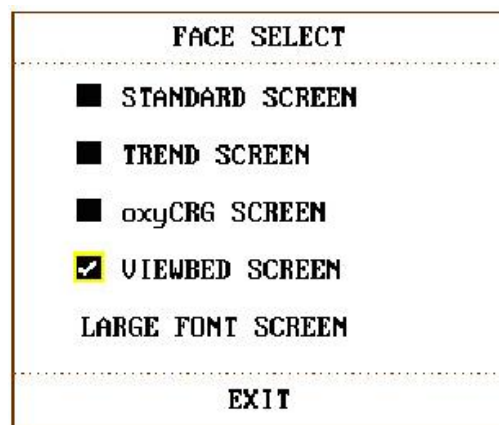 FACE SELECT
STANDARD SCREEN
TREND SCREEN
oxyCRG SCREEN
VIEWBED SCREEN
LARGE FONT SCREEN
EXIT